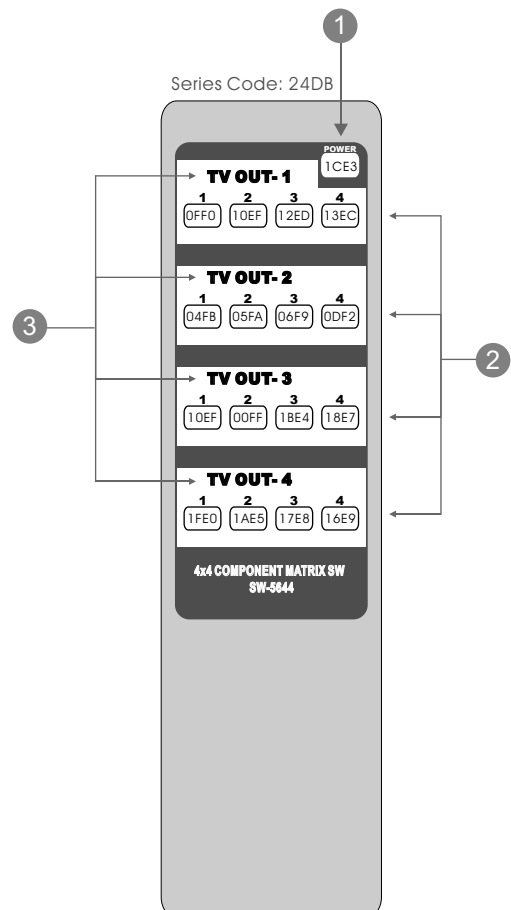 1
Series Code: 24DB
POWER
1CE3
TV OUT- 1
1 2 3 4
0FF0 10EF 12ED 13EC
TV OUT- 2
1 2 3 4
04FB 05FA 06F9 0DF2
3
2
TV OUT- 3
1 2 3 4
10EF 00FF 1BE4 18E7
TV OUT- 4
1 2 3 4
1FE0 1AE5 17E8 16E9
4x4 COMPONENT MATRIX SW
SW-5644